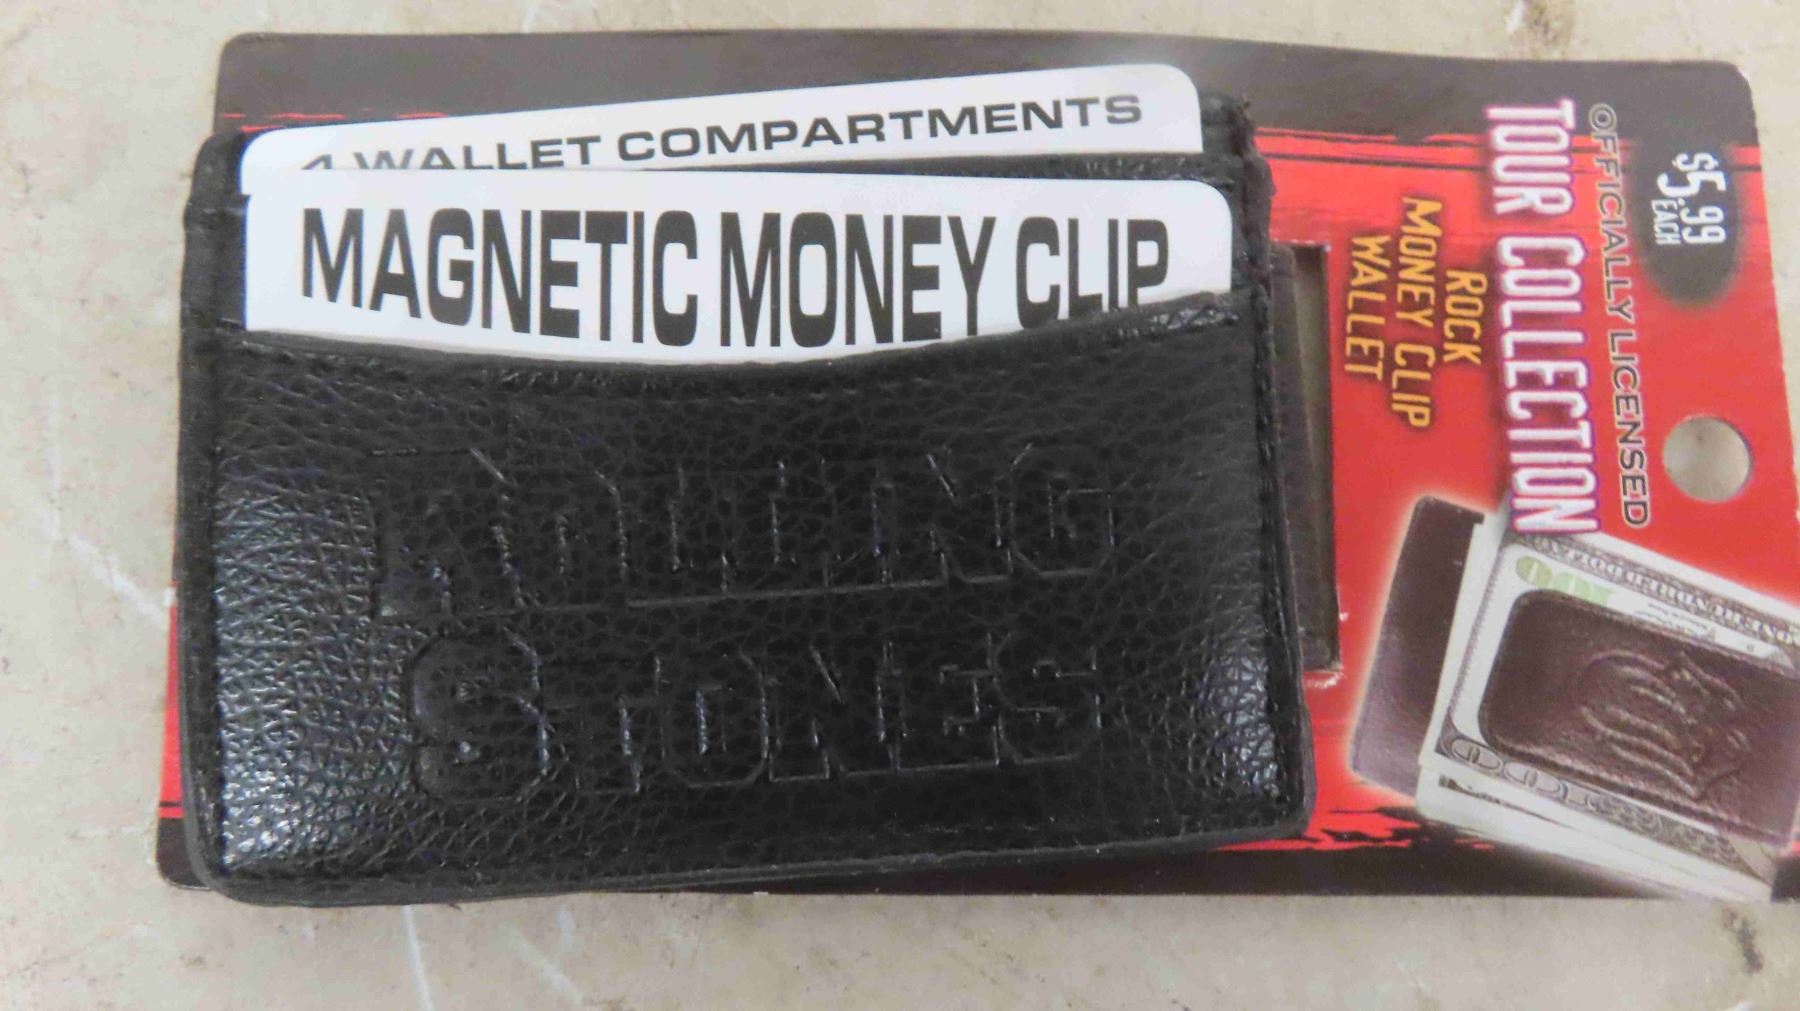 4 WALLET COMPARTMENTS
MAGNETIC MONEY CLIP
ROLLING
STONES
$5.99
EACH
OFFICIALLY LICENSED
TOUR COLLECTION
ROCK
MONEY CLIP
WALLET
100